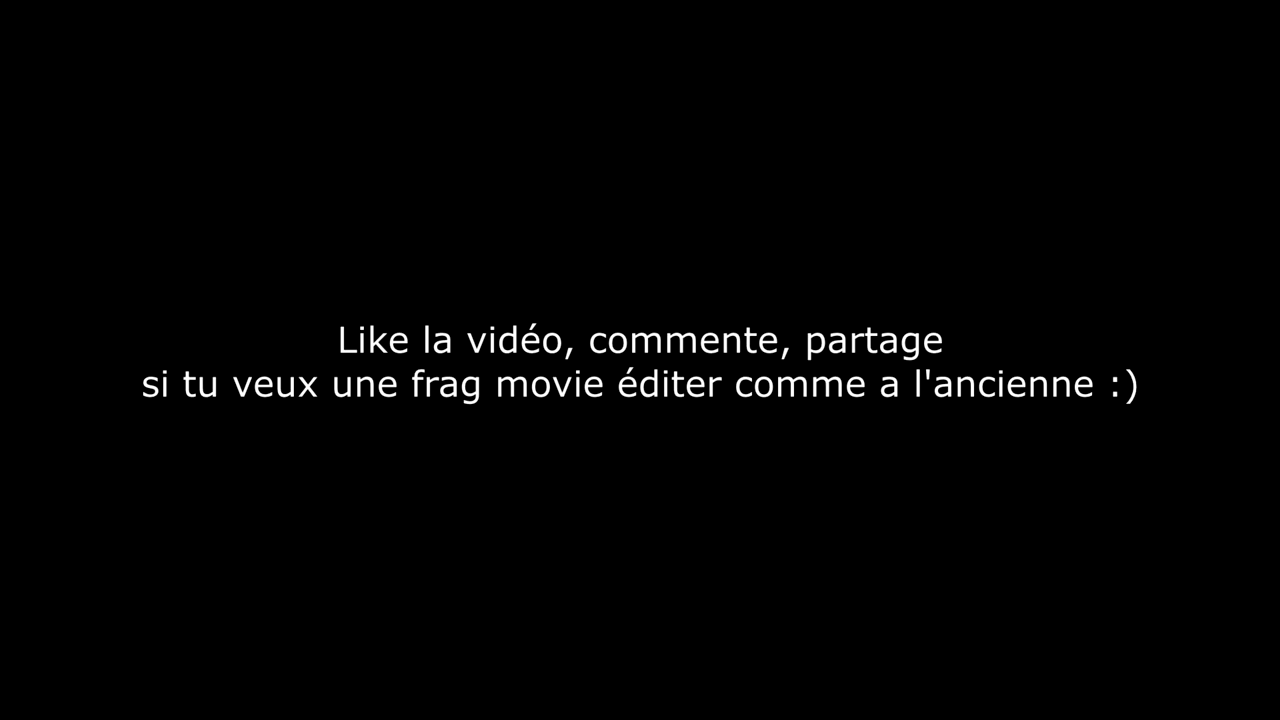 Like la vidéo, commente, partage
si tu veux une frag movie éditer comme a l'ancienne :)